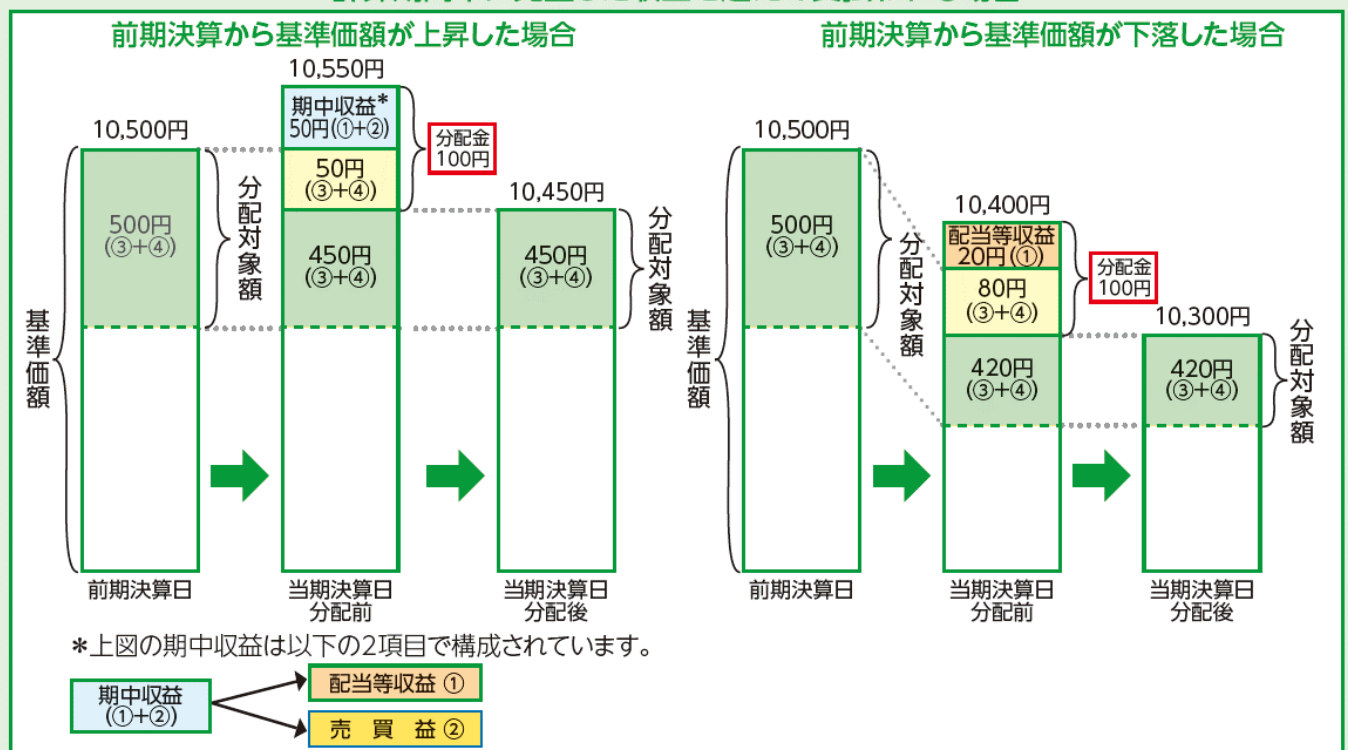 前期決算から基準価額が上昇した場合
10,500円
500円
(③+④)
分配対象額
基準価額
10,550円
期中収益*
50円(①+②)
50円
(③+④)
450円
(③+④)
分配金
100円
10,450円
450円
(③+④)
分配対象額
前期決算日
当期決算日
分配前
当期決算日
分配後
前期決算から基準価額が下落した場合
10,500円
500円
(③+④)
分配対象額
基準価額
10,400円
配当等収益
20円(①)
80円
(③+④)
420円
(③+④)
分配金
100円
10,300円
420円
(③+④)
分配対象額
前期決算日
当期決算日
分配前
当期決算日
分配後
*上図の期中収益は以下の2項目で構成されています。
期中収益
(①+②)
配当等収益 ①
売 買 益 ②